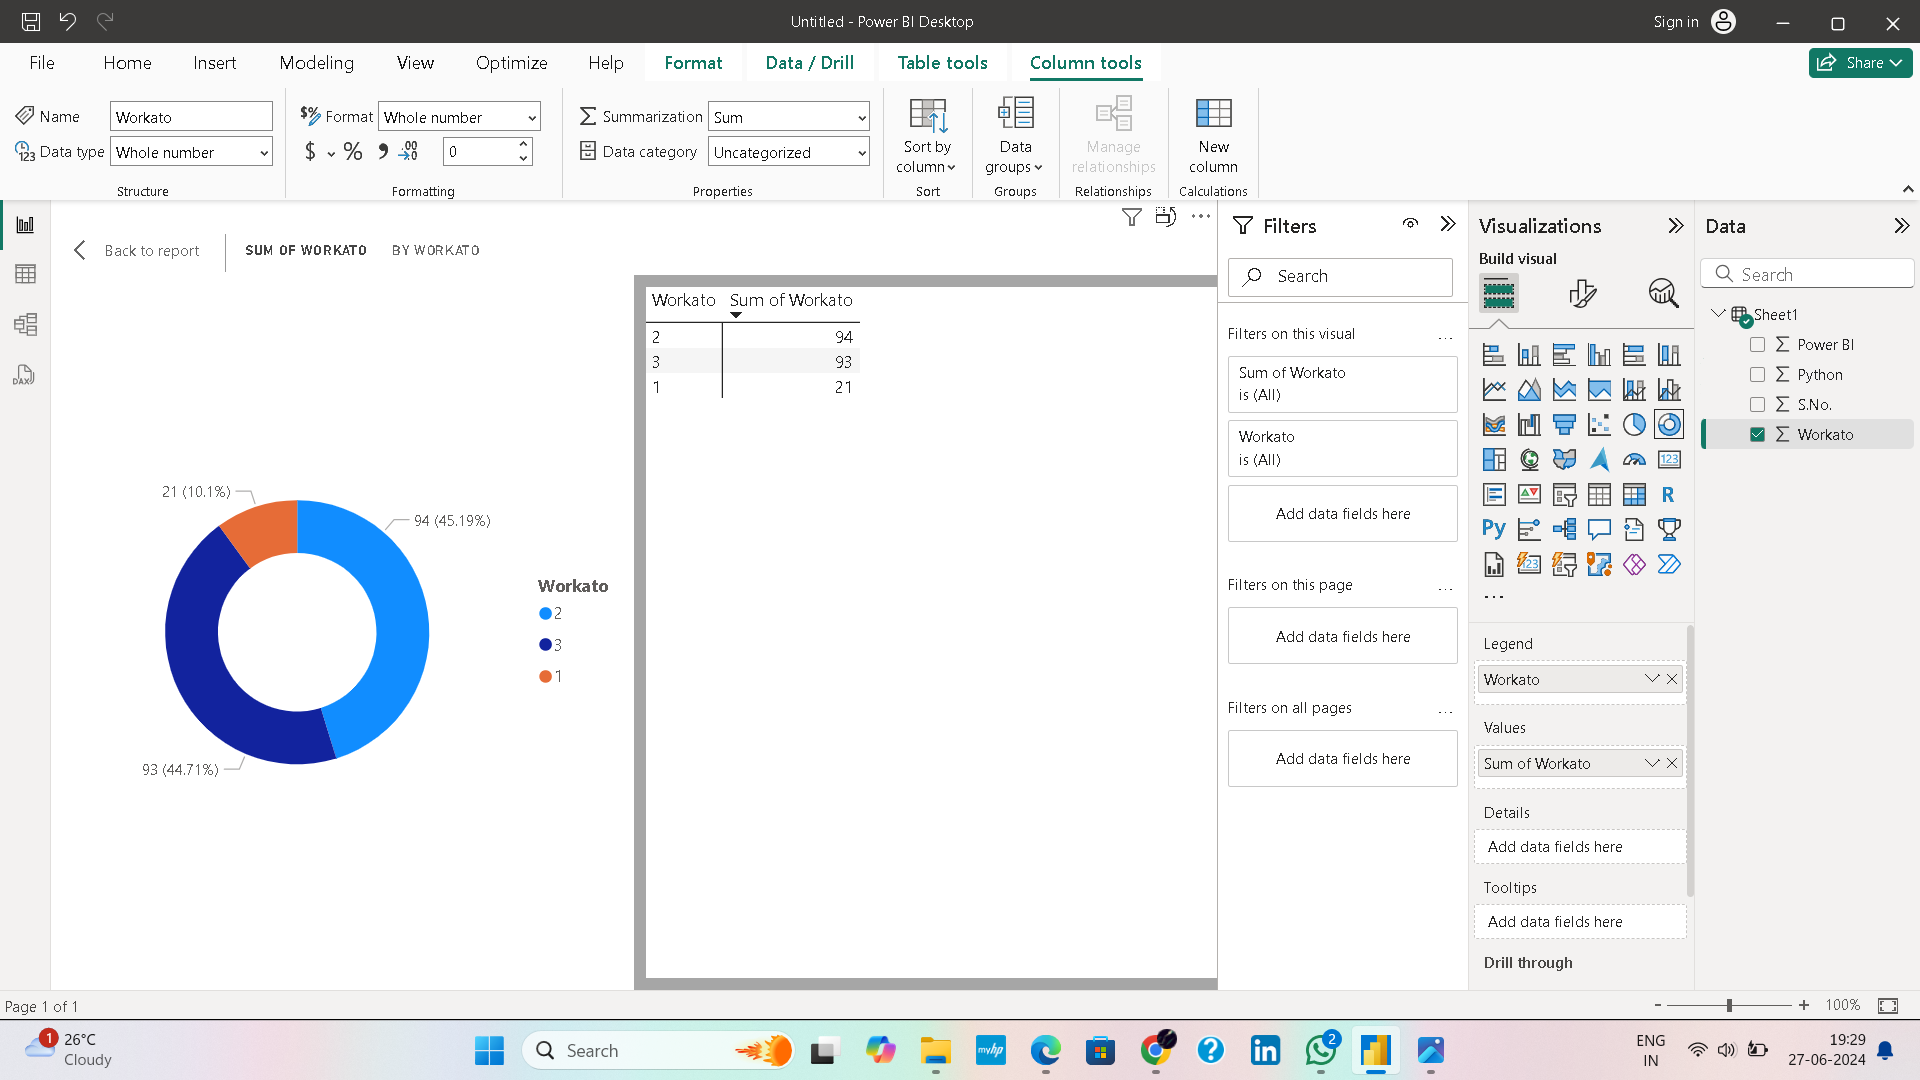 Untitled - Power BI Desktop
Sign in
File Home Insert Modeling View Optimize Help Format Data / Drill Table tools Column tools
Share
Name Workato
Data type Whole number
Structure
Format Whole number
$ % 0
Formatting
Summarization Sum
Data category Uncategorized
Properties
Sort by
column
Sort
Data
groups
Groups
Manage
relationships
Relationships
New
column
Calculations
Back to report
SUM OF WORKATO
BY WORKATO
21 (10.1%)
94 (45.19%)
93 (44.71%)
Workato
2
3
1
Workato Sum of Workato
2 94
3 93
1 21
Filters
Search
Filters on this visual
...
Sum of Workato
is (All)
Workato
is (All)
Add data fields here
Filters on this page
...
Add data fields here
Filters on all pages
...
Add data fields here
Visualizations
Build visual
123
R
Py
123
...
Legend
Workato
Values
Sum of Workato
Details
Add data fields here
Tooltips
Add data fields here
Drill through
Data
Search
Sheet1
Power BI
Python
S.No.
Workato
DAX
Page 1 of 1
- + 100%
1
26°C
Cloudy
Search
myhp
2
ENG
IN
19:29
27-06-2024